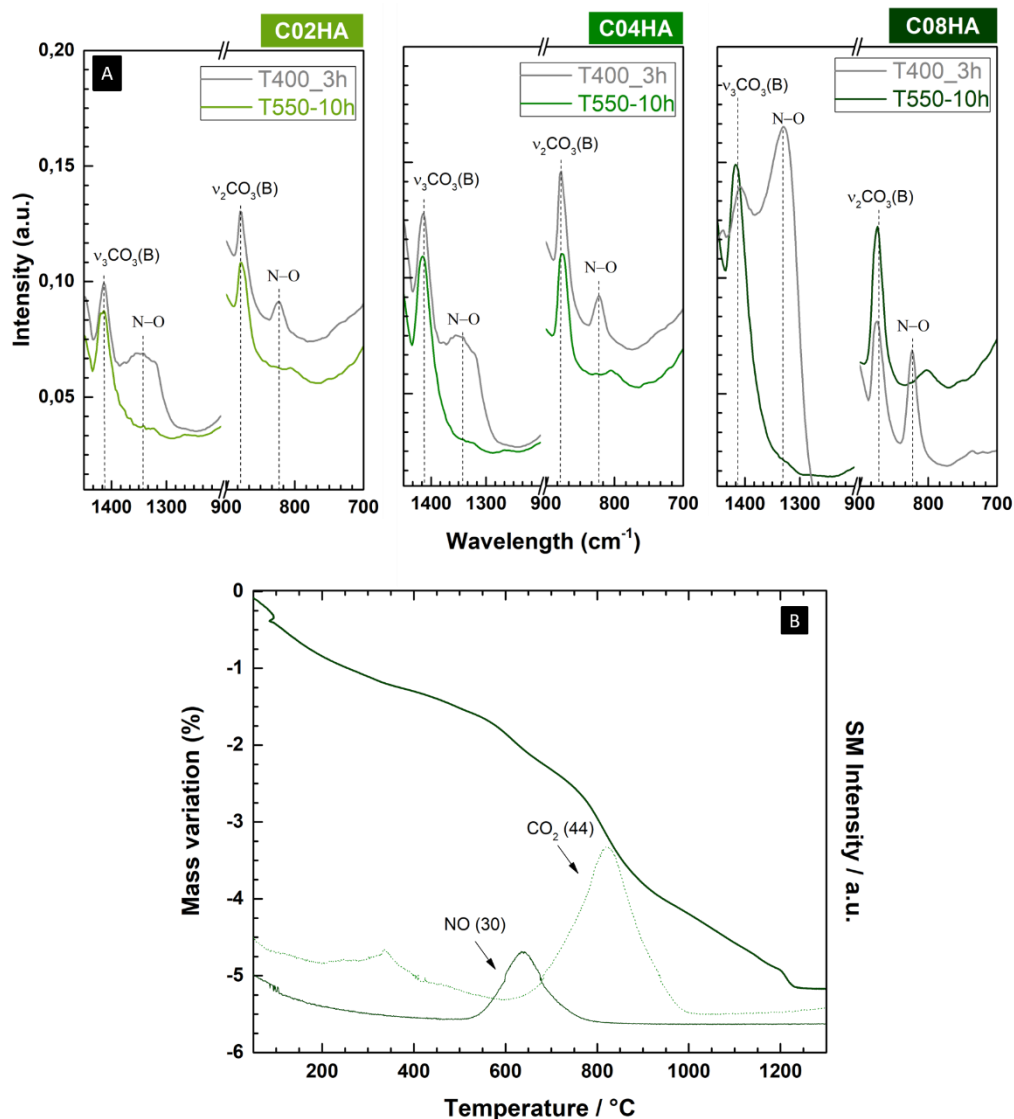 C02HA
C04HA
C08HA
A
T400_3h
T550-10h
T400_3h
T550-10h
T400_3h
T550-10h
ν3CO3(B)
N–O
ν2CO3(B)
N–O
ν3CO3(B)
N–O
ν2CO3(B)
N–O
ν3CO3(B)
N–O
ν2CO3(B)
N–O
0,20
0,15
0,10
0,05
Intensity (a.u.)
1400 1300 900 800 700
1400 1300 900 800 700
1400 1300 900 800 700
Wavelength (cm-1)
B
0
-1
-2
-3
-4
-5
-6
Mass variation (%)
CO2 (44)
NO (30)
SM Intensity / a.u.
200 400 600 800 1000 1200
Temperature / °C